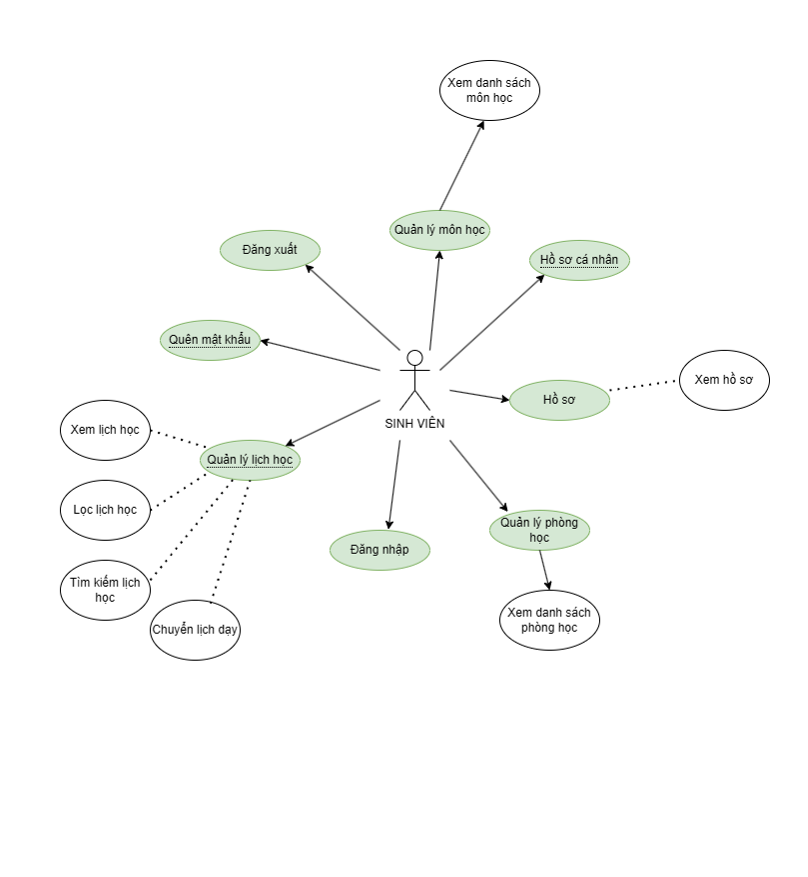 Xem danh sách
môn học
Quản lý môn học
Đăng xuất
Hồ sơ cá nhân
Quên mật khẩu
Xem hồ sơ
Hồ sơ
SINH VIÊN
Xem lịch học
Quản lý lịch học
Lọc lịch học
Quản lý phòng
học
Đăng nhập
Tìm kiếm lịch
học
Xem danh sách
phòng học
Chuyển lịch dạy